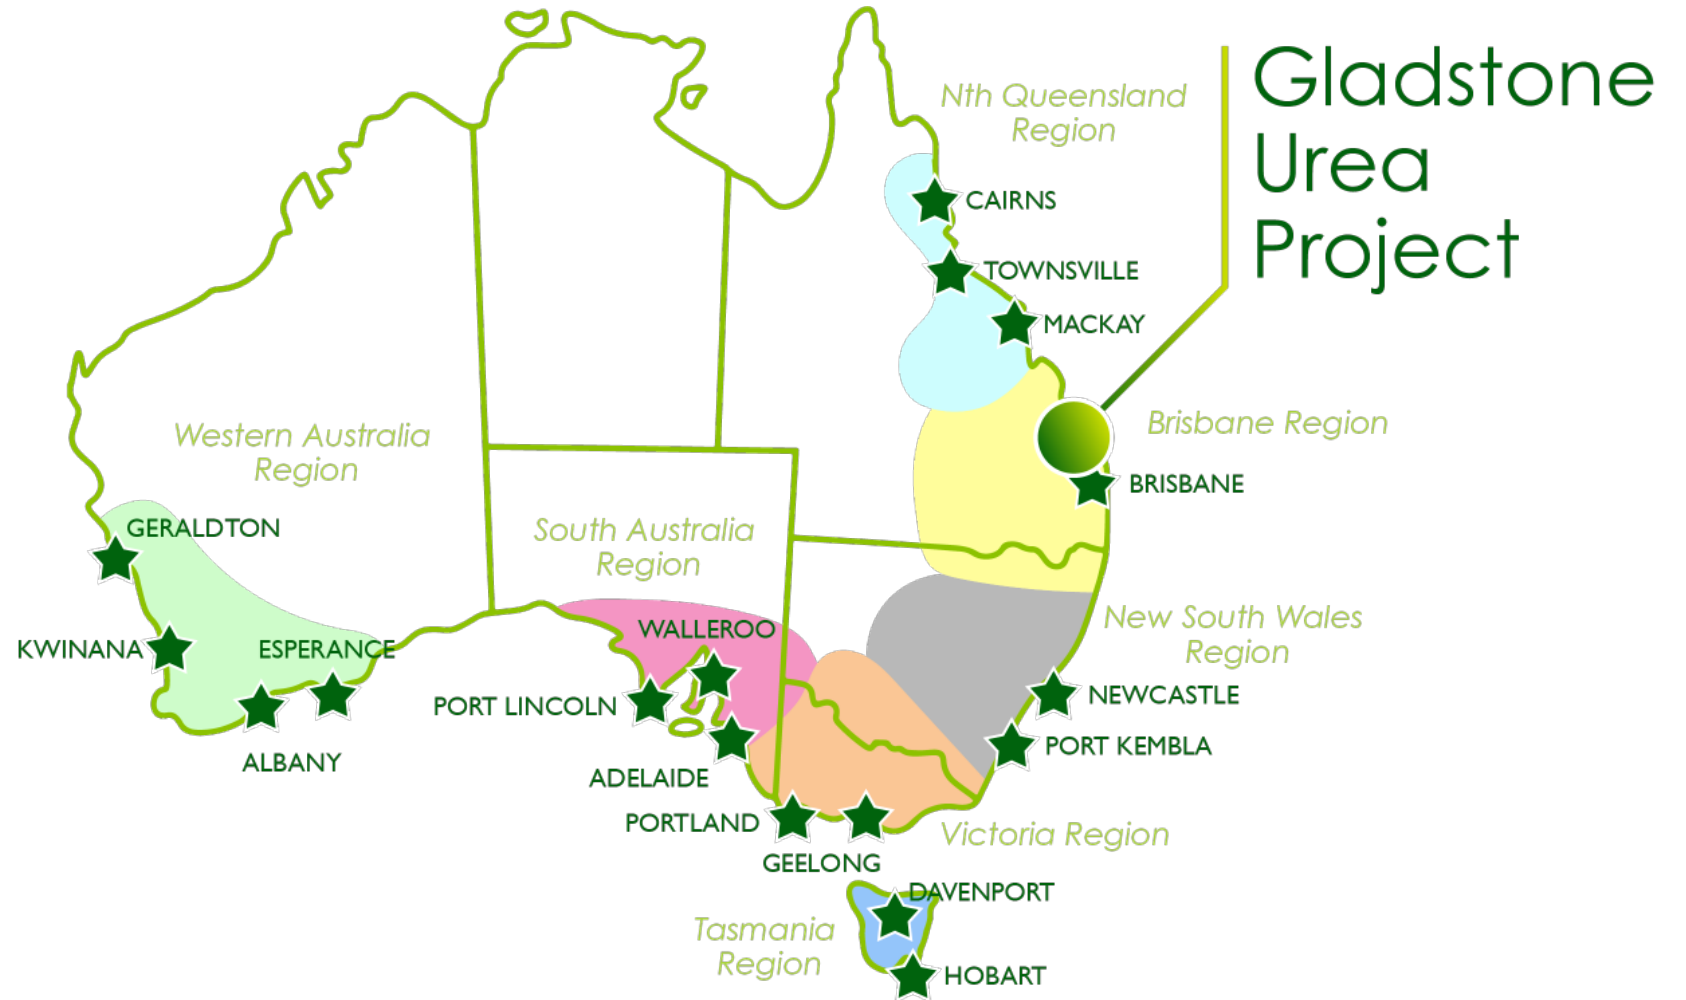 Gladstone
Urea
Project
Nth Queensland
Region
CAIRNS
TOWNSVILLE
MACKAY
Brisbane Region
BRISBANE
Western Australia
Region
GERALDTON
KWINANA
ESPERANCE
ALBANY
South Australia
Region
WALLEROO
PORT LINCOLN
ADELAIDE
New South Wales
Region
NEWCASTLE
PORT KEMBLA
PORTLAND
GEELONG
Victoria Region
DAVENPORT
Tasmania
Region
HOBART